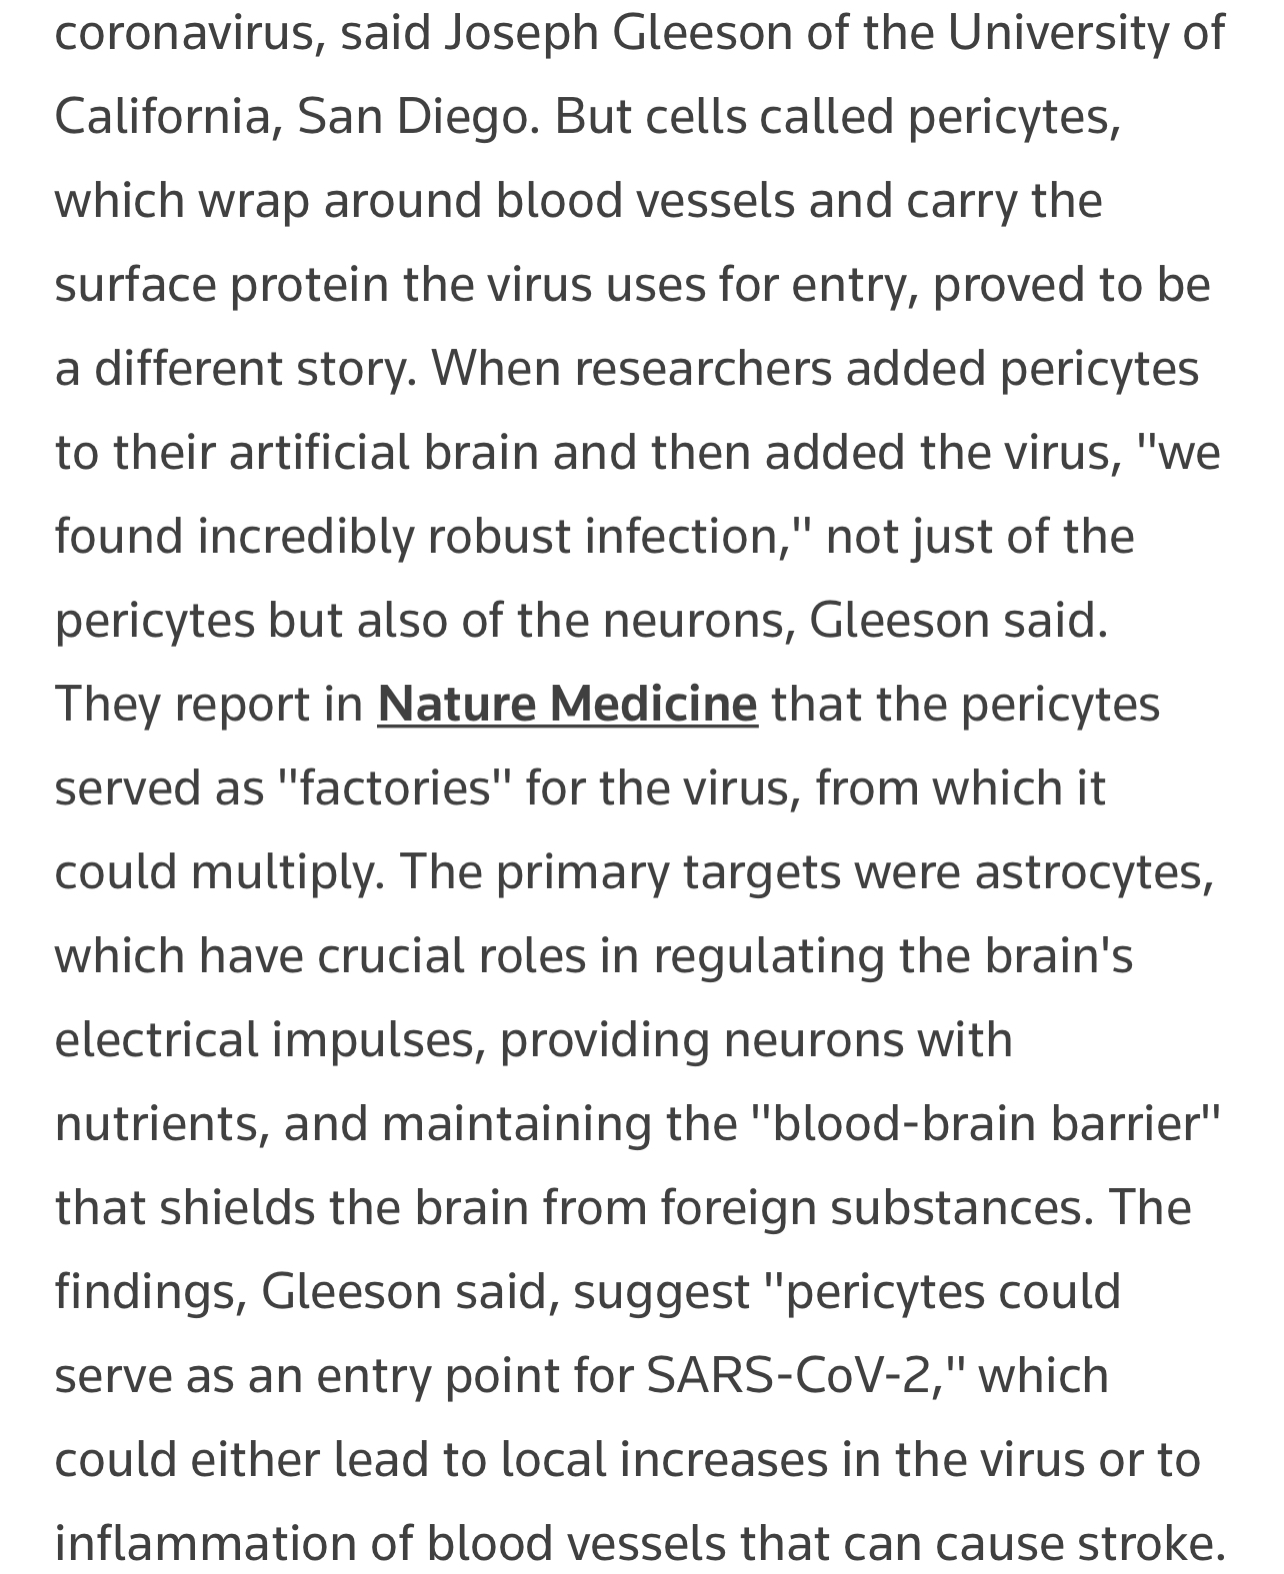 coronavirus, said Joseph Gleeson of the University of
California, San Diego. But cells called pericytes,
which wrap around blood vessels and carry the
surface protein the virus uses for entry, proved to be
a different story. When researchers added pericytes
to their artificial brain and then added the virus, "we
found incredibly robust infection," not just of the
pericytes but also of the neurons, Gleeson said.
They report in Nature Medicine that the pericytes
served as "factories" for the virus, from which it
could multiply. The primary targets were astrocytes,
which have crucial roles in regulating the brain's
electrical impulses, providing neurons with
nutrients, and maintaining the "blood-brain barrier"
that shields the brain from foreign substances. The
findings, Gleeson said, suggest "pericytes could
serve as an entry point for SARS-CoV-2," which
could either lead to local increases in the virus or to
inflammation of blood vessels that can cause stroke.